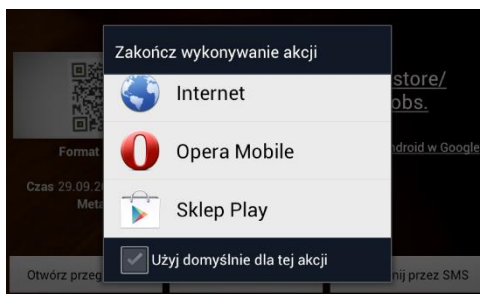 Zakończ wykonywanie akcji
store/
Internet
obs.
Opera Mobile
Format
ndroid w Google
Czas 29.09.2
Meta
Sklep Play
Użyj domyślnie dla tej akcji
Otwórz przeg
nij przez SMS